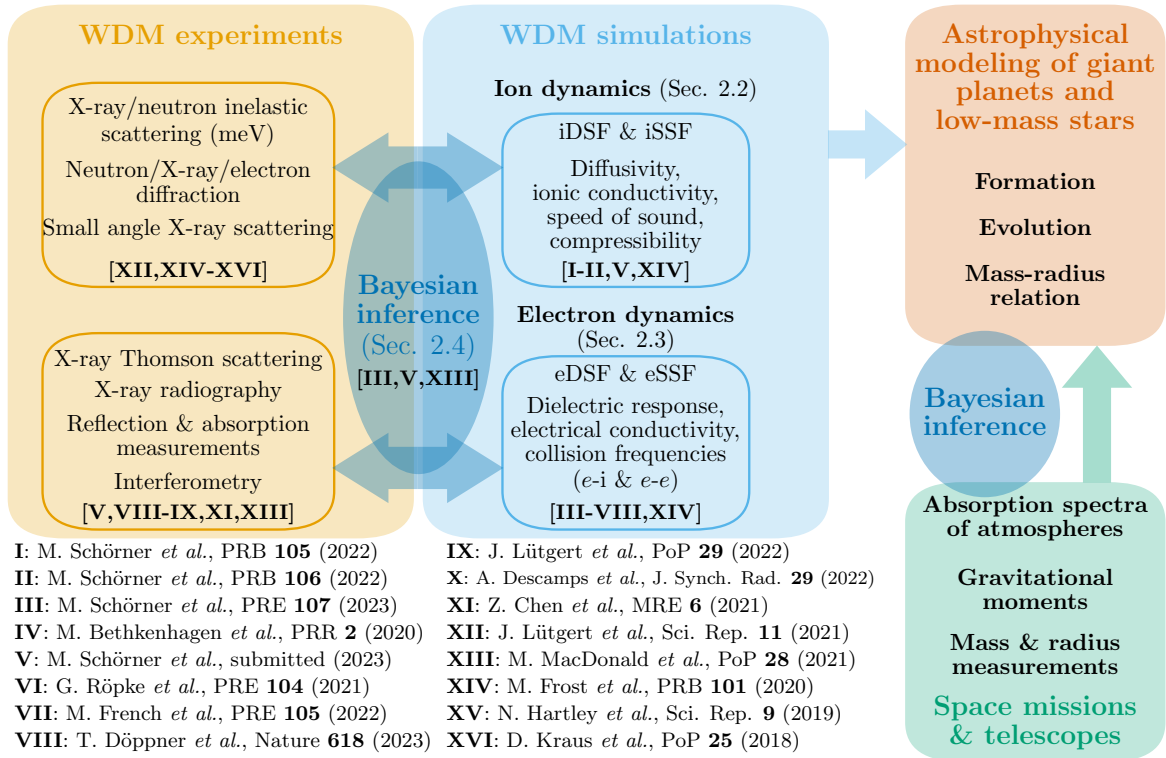 WDM experiments
X-ray/neutron inelastic
scattering (meV)
Neutron/X-ray/electron
diffraction
Small angle X-ray scattering
[XII,XIV-XVI]
X-ray Thomson scattering
X-ray radiography
Reflection & absorption
measurements
Interferometry
[V,VIII-IX,XI,XIII]
Bayesian
inference
(Sec. 2.4)
[III,V,XIII]
WDM simulations
Ion dynamics (Sec. 2.2)
iDSF & iSSF
Diffusivity,
ionic conductivity,
speed of sound,
compressibility
[I-II,V,XIV]
Electron dynamics
(Sec. 2.3)
eDSF & eSSF
Dielectric response,
electrical conductivity,
collision frequencies
(e-i & e-e)
[III-VIII,XIV]
Astrophysical
modeling of giant
planets and
low-mass stars
Formation
Evolution
Mass-radius
relation
Bayesian
inference
Absorption spectra
of atmospheres
Gravitational
moments
Mass & radius
measurements
Space missions
& telescopes
I: M. Schörner et al., PRB 105 (2022)
II: M. Schörner et al., PRB 106 (2022)
III: M. Schörner et al., PRE 107 (2023)
IV: M. Bethkenhagen et al., PRR 2 (2020)
V: M. Schörner et al., submitted (2023)
VI: G. Röpke et al., PRE 104 (2021)
VII: M. French et al., PRE 105 (2022)
VIII: T. Döppner et al., Nature 618 (2023)
IX: J. Lütgert et al., PoP 29 (2022)
X: A. Descamps et al., J. Synch. Rad. 29 (2022)
XI: Z. Chen et al., MRE 6 (2021)
XII: J. Lütgert et al., Sci. Rep. 11 (2021)
XIII: M. MacDonald et al., PoP 28 (2021)
XIV: M. Frost et al., PRB 101 (2020)
XV: N. Hartley et al., Sci. Rep. 9 (2019)
XVI: D. Kraus et al., PoP 25 (2018)